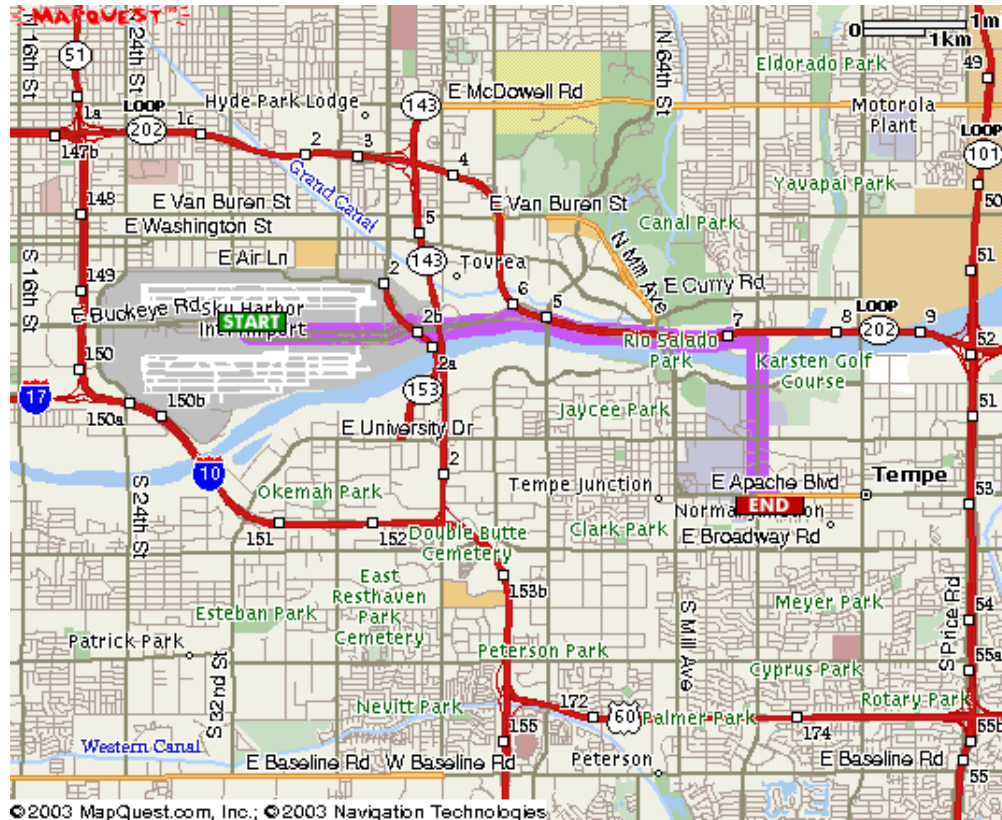 MAPQUEST
0 1m
1km
N 16th St
N 24th St
51
N 64th St
Eldorado Park
49
E McDowell Rd
Hyde Park Lodge
143
Motorola
Plant
LOOP
202
1a
1c
147b
2
3
4
LOOP
101
148
Grand Canal
E Van Buren St
E Van Buren St
Yavapai Park
50
E Washington St
5
Canal Park
N Mill Ave
E Air Ln
143
Tovrea
51
S 16th St
149
2
E Curry Rd
E Buckeye Rd
Sky Harbor
Int'l Airport
START
2b
6
5
7
8
LOOP
202
9
52
Rio Salado
Park
Karsten Golf
Course
150
2a
17
150a
150b
153
Jaycee Park
51
E University Dr
10
2
S 24th St
Okemah Park
Tempe Junction
E Apache Blvd
Tempe
53
END
Normal Junction
151
152
Double Butte
Cemetery
Clark Park
E Broadway Rd
153b
East
Resthaven
Park
Cemetery
Esteban Park
S Mill Ave
Meyer Park
S Price Rd
54
Patrick Park
Peterson Park
Cyprus Park
55a
S 32nd St
Nevitt Park
172
60
Palmer Park
Rotary Park
155
174
55b
Western Canal
E Baseline Rd
W Baseline Rd
Peterson
E Baseline Rd
55
©2003 MapQuest.com, Inc.; ©2003 Navigation Technologies